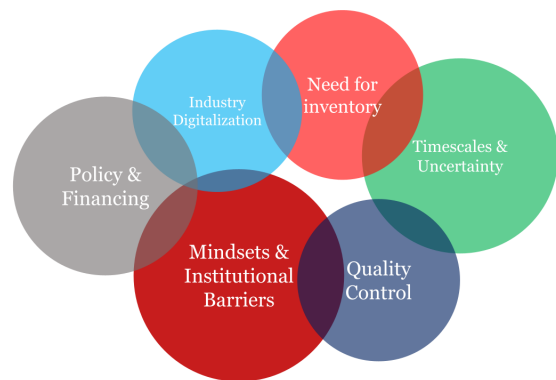 Industry
Digitalization
Need for
inventory
Timescales &
Uncertainty
Policy &
Financing
Mindsets &
Institutional
Barriers
Quality
Control